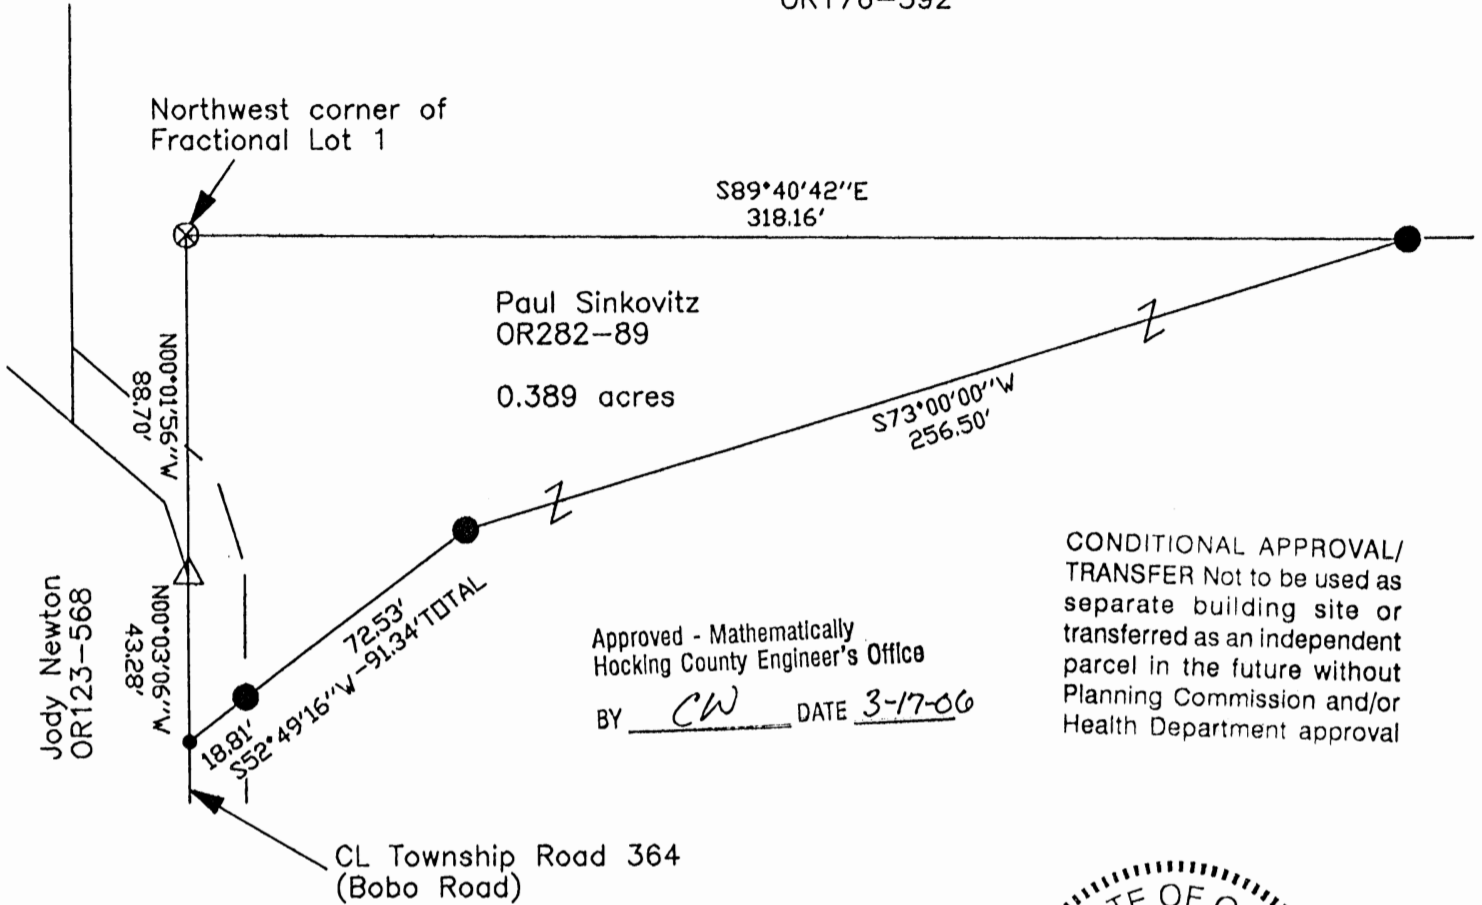 OR176-592
Northwest corner of
Fractional Lot 1
S89°40'42"E
318.16'
Paul Sinkovitz
OR282-89
0.389 acres
N00°01'56"W
88.70'
S73°00'00"W
256.50'
Jody Newton
OR123-568
N00°03'06"W
43.28'
72.53'
18.81'
S52°49'16"W -91.34'TOTAL
Approved - Mathematically
Hocking County Engineer's Office
BY CW DATE 3-17-06
CONDITIONAL APPROVAL/
TRANSFER Not to be used as
separate building site or
transferred as an independent
parcel in the future without
Planning Commission and/or
Health Department approval
CL Township Road 364
(Bobo Road)
TE OF O